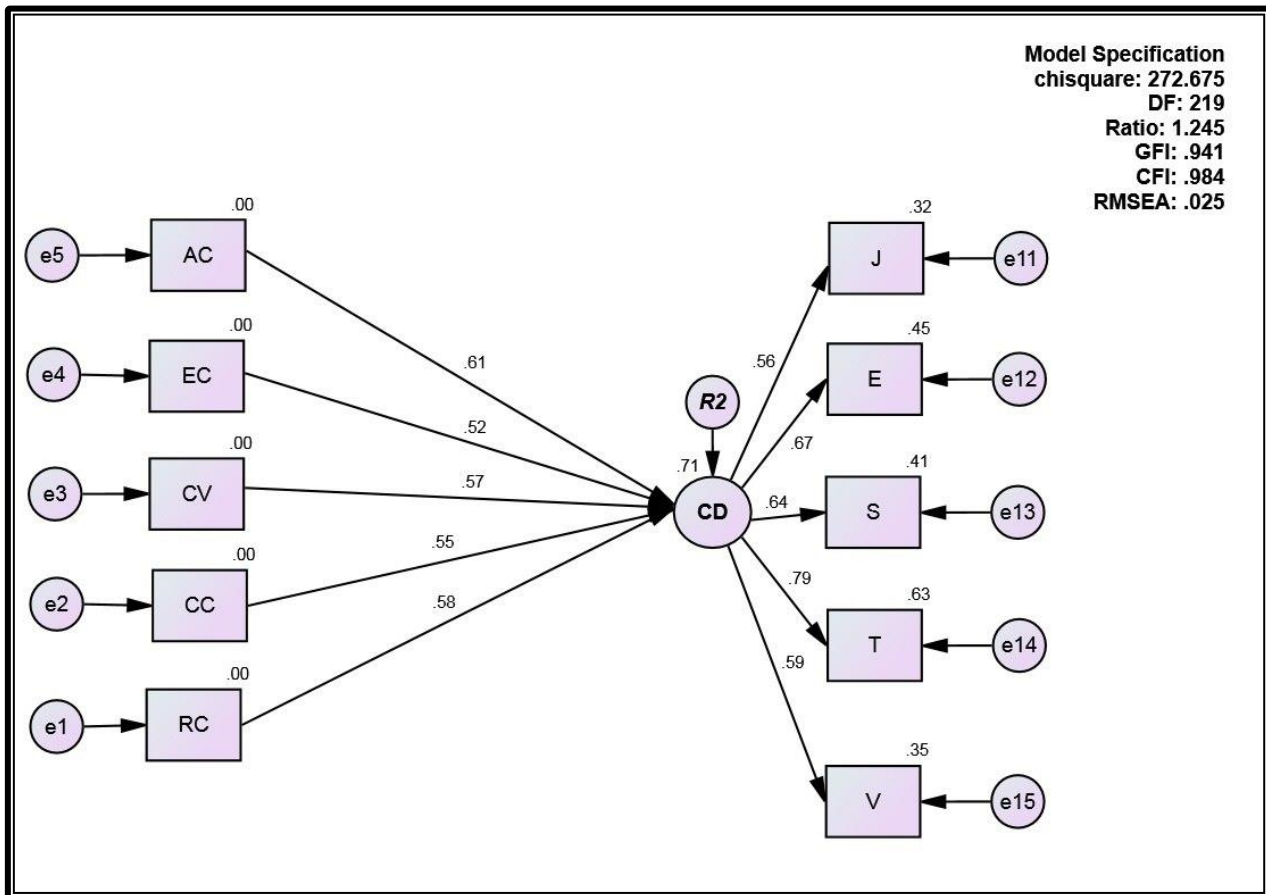 Model Specification
chisquare: 272.675
DF: 219
Ratio: 1.245
GFI: .941
CFI: .984
RMSEA: .025
.00
e5
AC
.61
.00
e4
EC
.52
.00
e3
CV
.57
.00
e2
CC
.55
.00
e1
RC
.58
R2
.71
CD
.56
.32
J
e11
.67
.45
E
e12
.64
.41
S
e13
.79
.63
T
e14
.59
.35
V
e15